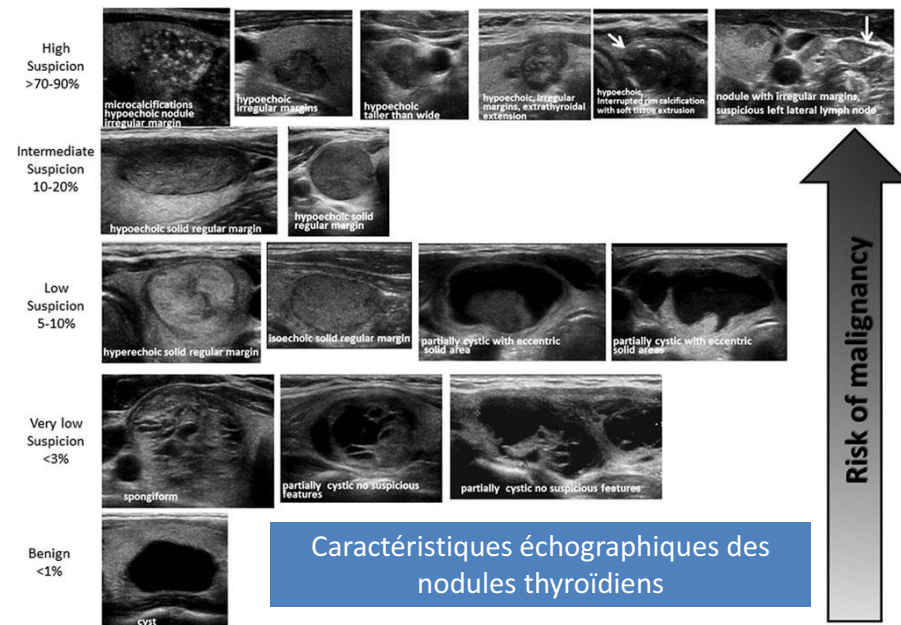 High
Suspicion
>70-90%
microcalcifications
hypoechoic nodule
irregular margin
hypoechoic
irregular margins
hypoechoic
taller than wide
hypoechoic, irregular
margins, extrathyroidal
extension
hypoechoic,
Interrupted rim calcification
with soft tissue extrusion
nodule with irregular margins,
suspicious left lateral lymph node
Intermediate
Suspicion
10-20%
hypoechoic solid regular margin
hypoechoic solid
regular margin
Low
Suspicion
5-10%
hyperechoic solid regular margin
isoechoic solid regular margin
partially cystic with eccentric
solid area
partially cystic with eccentric
solid areas
Very low
Suspicion
<3%
spongiform
partially cystic no suspicious
features
partially cystic no suspicious features
Benign
<1%
cyst
Risk of malignancy
Caractéristiques échographiques des
nodules thyroïdiens